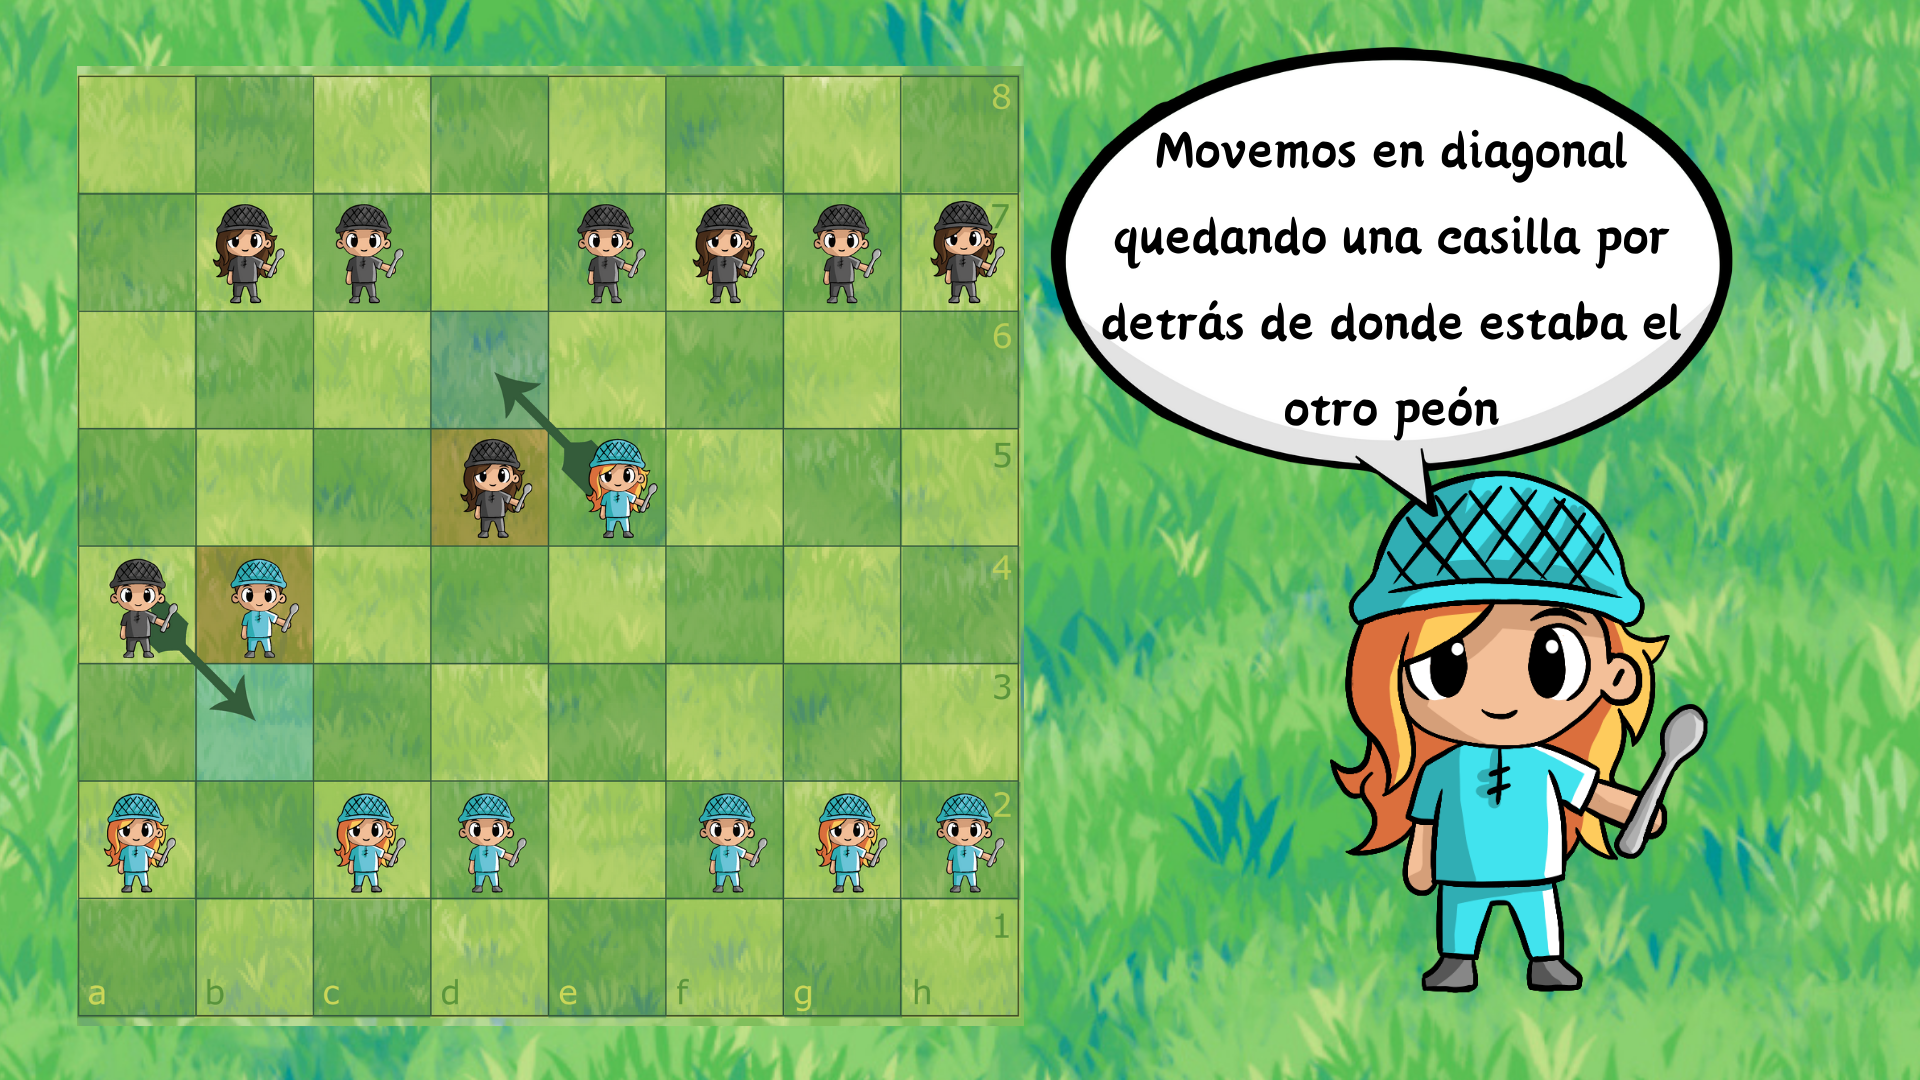 Movemos en diagonal
quedando una casilla por
detrás de donde estaba el
otro peón
8
7
6
5
4
3
2
1
a b c d e f g h